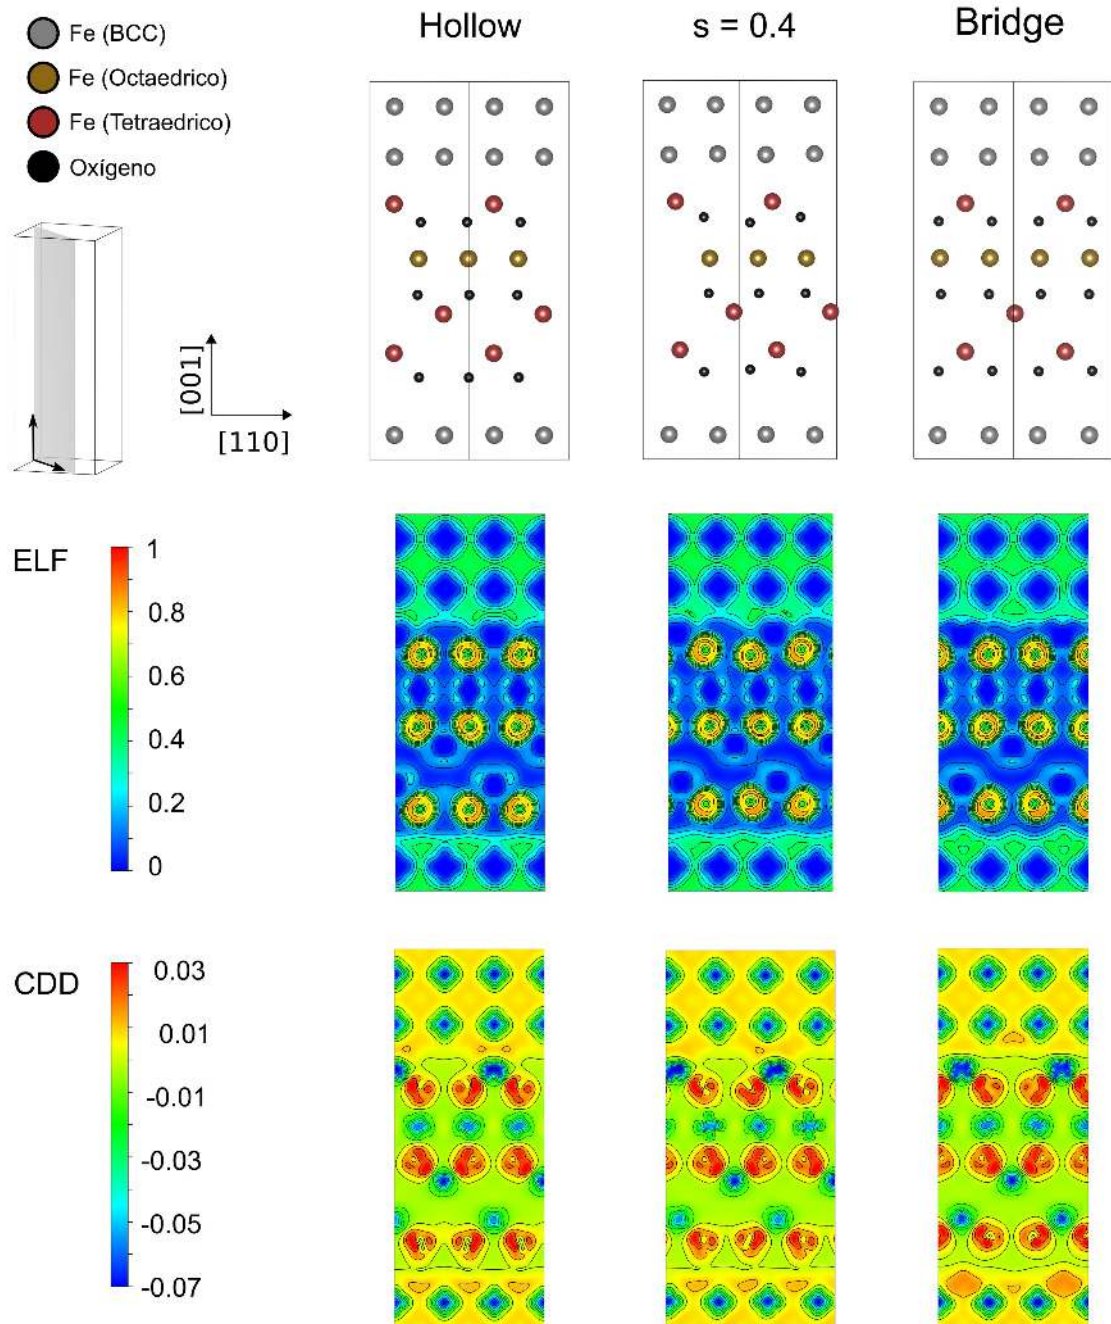 Hollow
s = 0.4
Bridge
Fe (BCC)
Fe (Octaedrico)
Fe (Tetraedrico)
Oxígeno
[001]
[110]
ELF
1
0.8
0.6
0.4
0.2
0
CDD
0.03
0.01
-0.01
-0.03
-0.05
-0.07